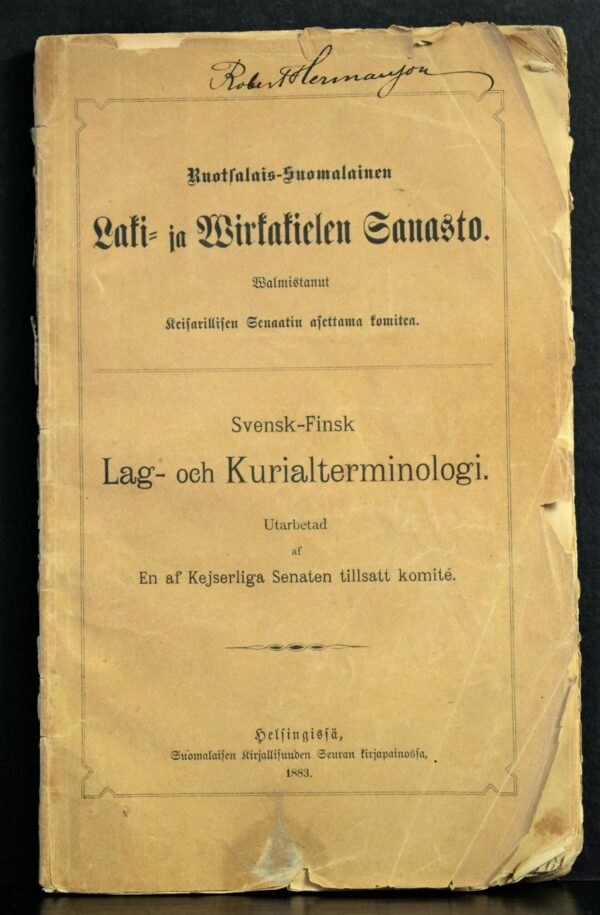 Robert Hermanson
Ruotsalais-Suomalainen
Laki- ja Wirkakielen Sanasto.
Walmistanut
Keisarillisen Senaatin asettama komitea.
Svensk-Finsk
Lag- och Kurialterminologi.
Utarbetad
af
En af Kejserliga Senaten tillsatt komité.
Helsingissä,
Suomalaisen Kirjallisuuden Seuran kirjapainossa,
1883.